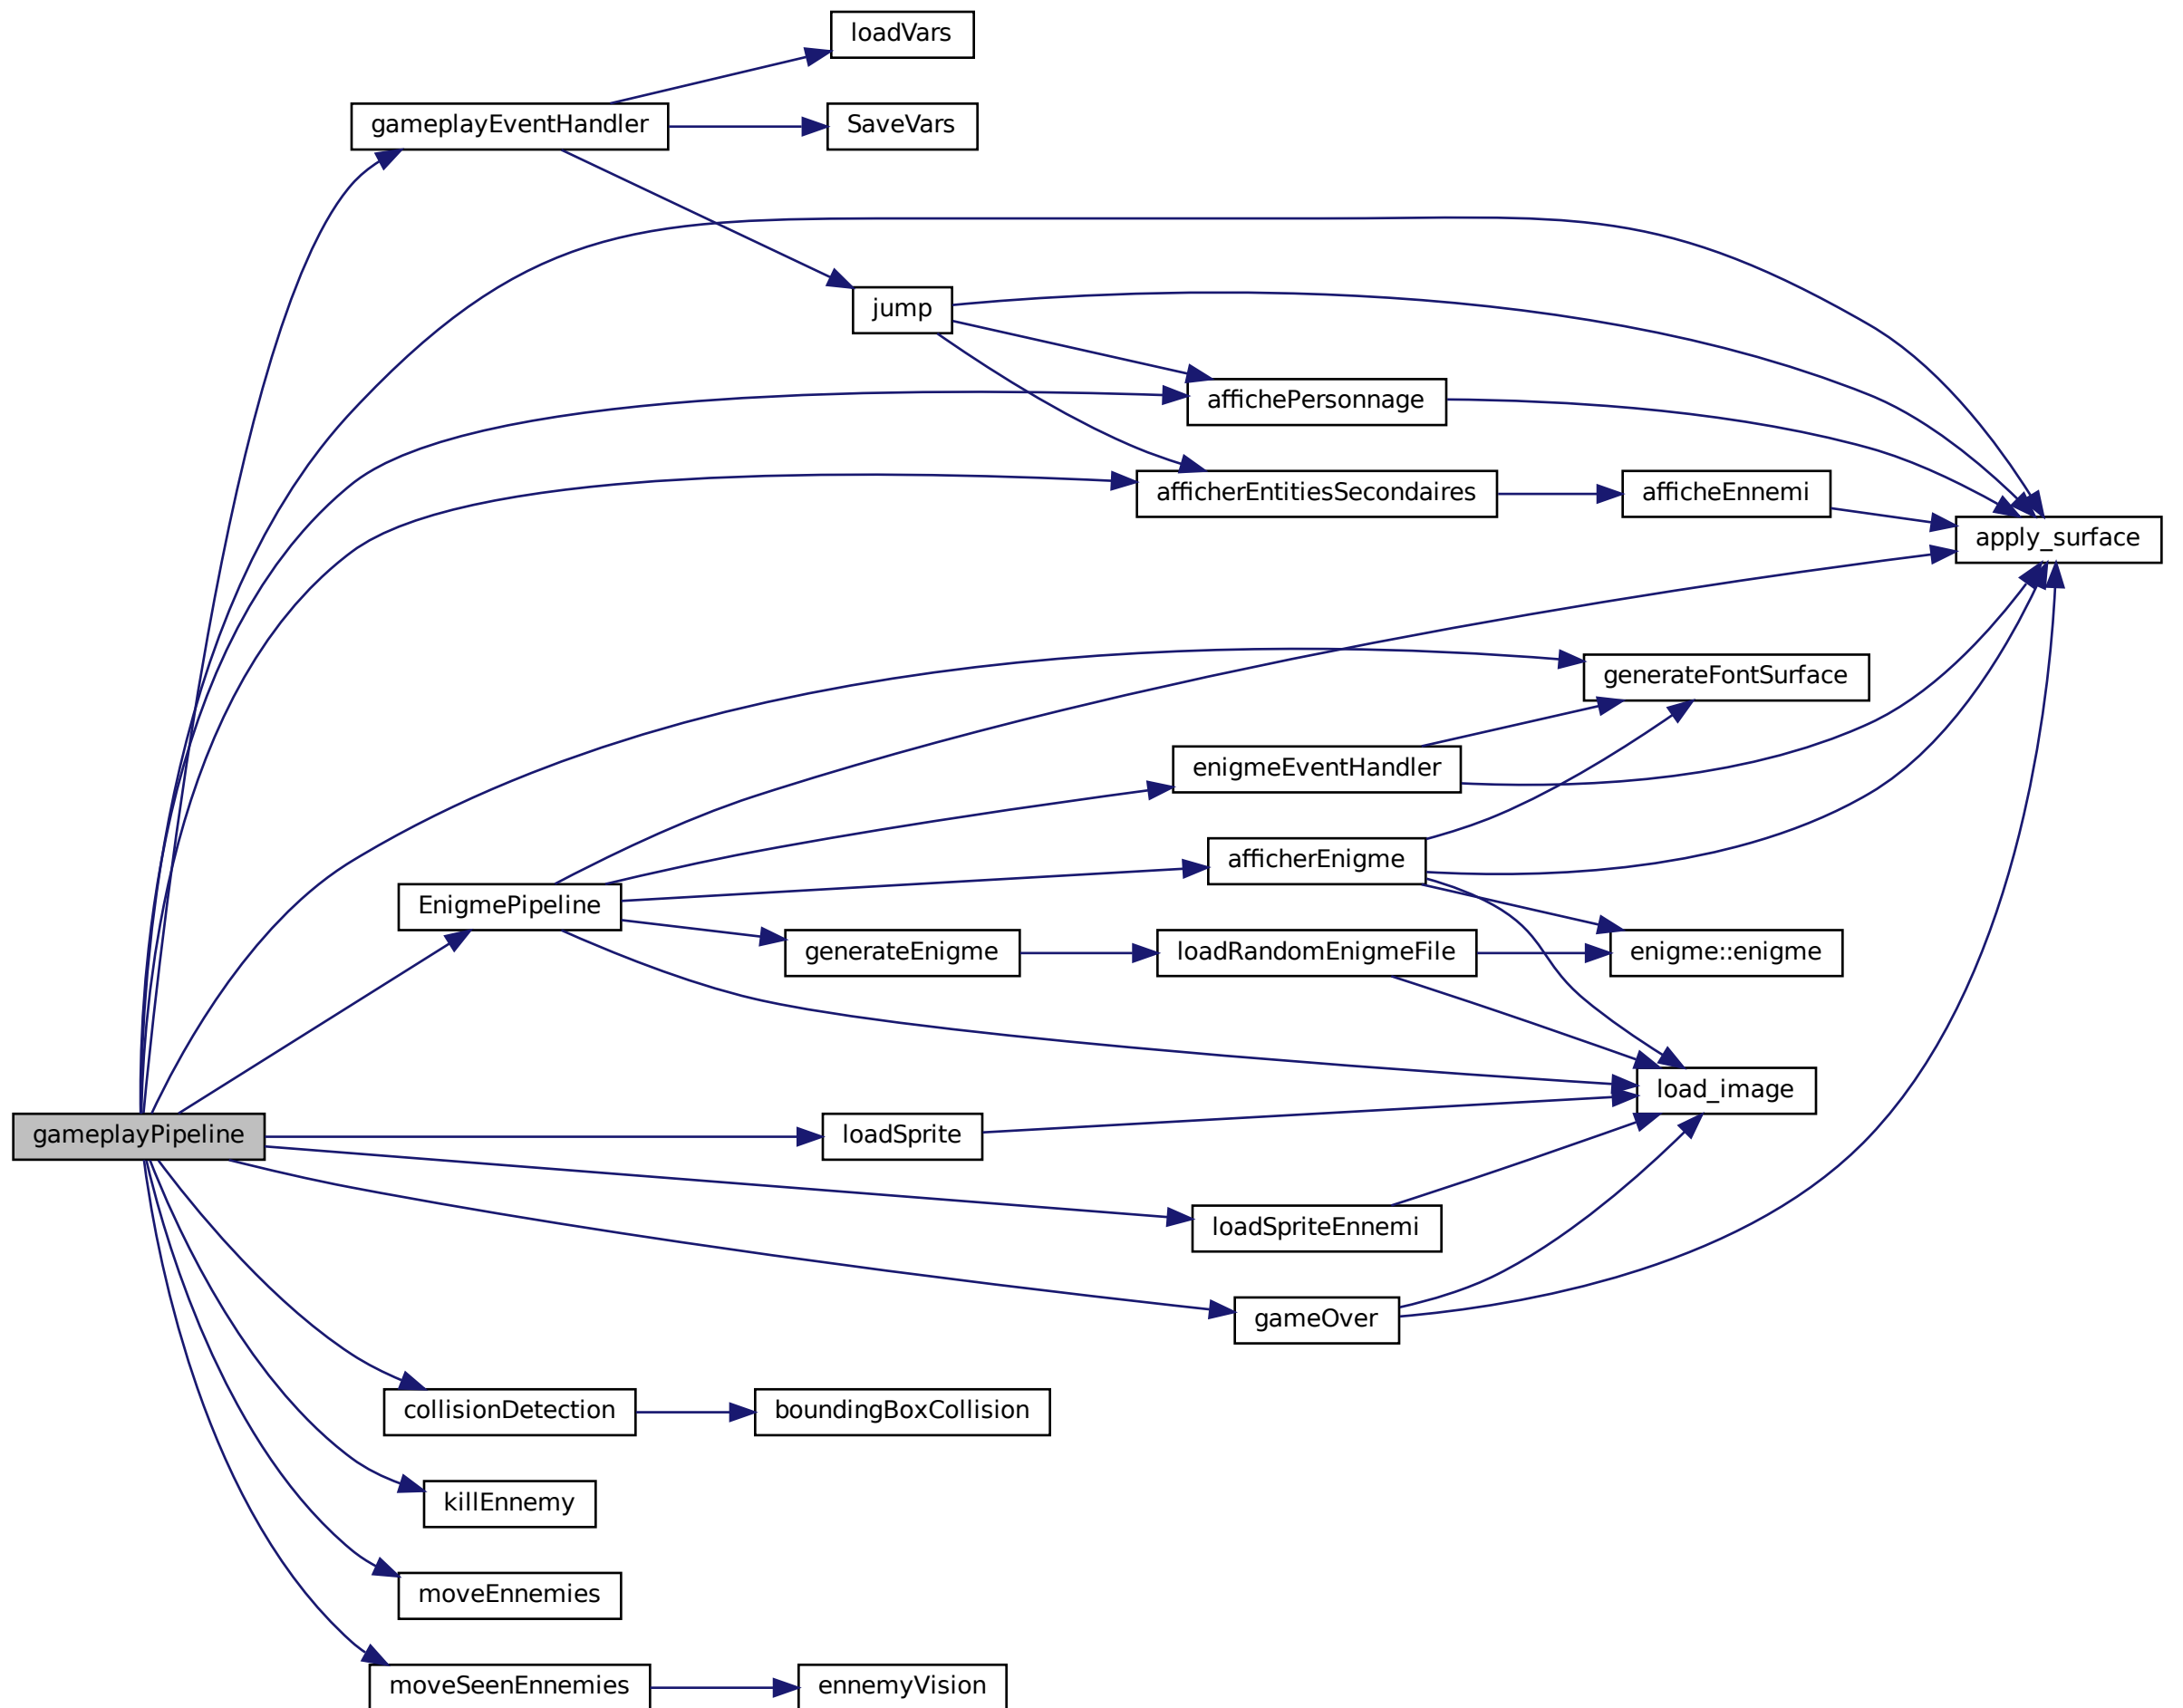 loadVars
gameplayEventHandler
SaveVars
jump
affichePersonnage
afficherEntitiesSecondaires
afficheEnnemi
apply_surface
generateFontSurface
enigmeEventHandler
afficherEnigme
EnigmePipeline
generateEnigme
loadRandomEnigmeFile
enigme::enigme
load_image
gameplayPipeline
loadSprite
loadSpriteEnnemi
gameOver
collisionDetection
boundingBoxCollision
killEnnemy
moveEnnemies
moveSeenEnnemies
ennemyVision